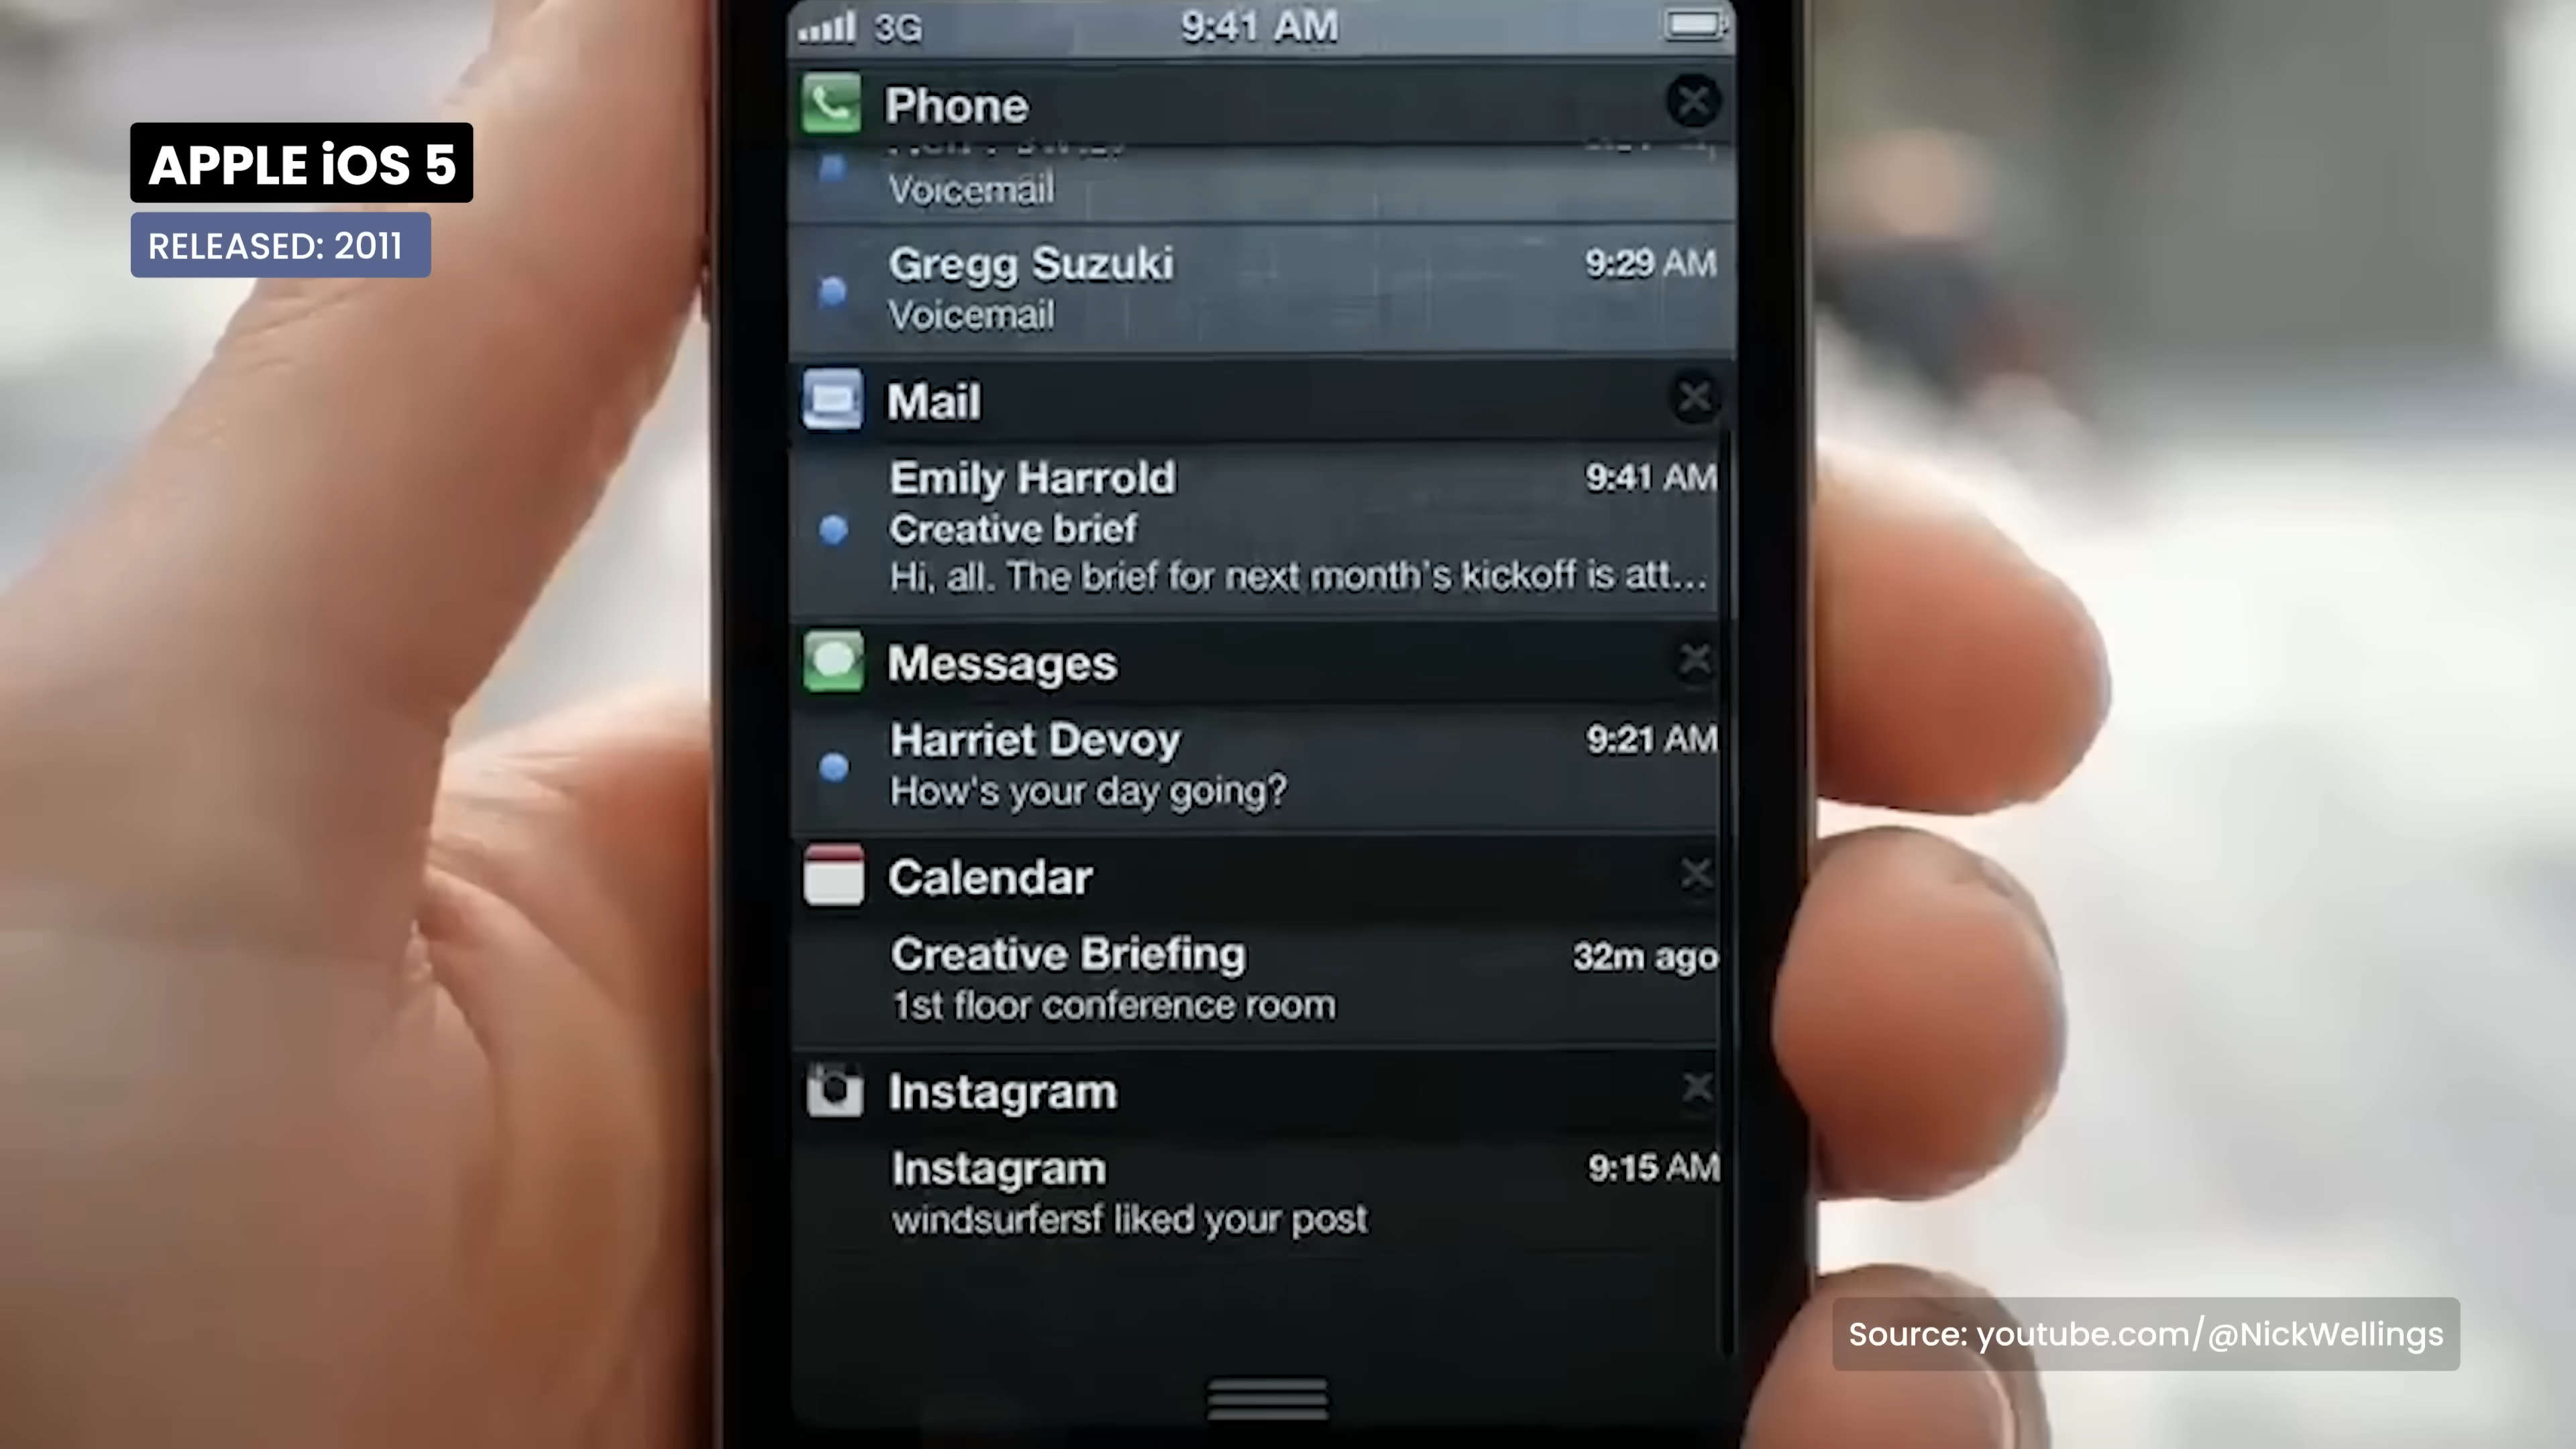 3G 9:41 AM
Phone
APPLE iOS 5
RELEASED: 2011
Voicemail
Gregg Suzuki 9:29 AM
Voicemail
Mail
Emily Harrold 9:41 AM
Creative brief
Hi, all. The brief for next month's kickoff is att...
Messages
Harriet Devoy 9:21 AM
How's your day going?
Calendar
Creative Briefing 32m ago
1st floor conference room
Instagram
Instagram 9:15 AM
windsurfersf liked your post
Source: youtube.com/@NickWellings